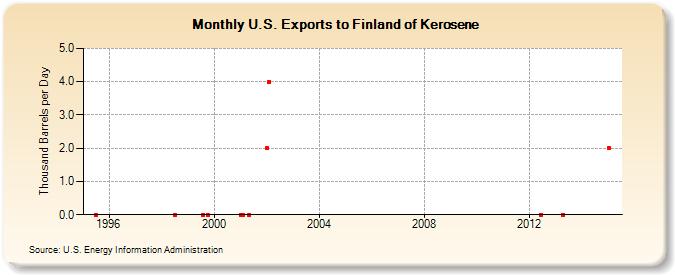 Monthly U.S. Exports to Finland of Kerosene
Thousand Barrels per Day
5.0
4.0
3.0
2.0
1.0
0.0
1996 2000 2004 2008 2012
Source: U.S. Energy Information Administration